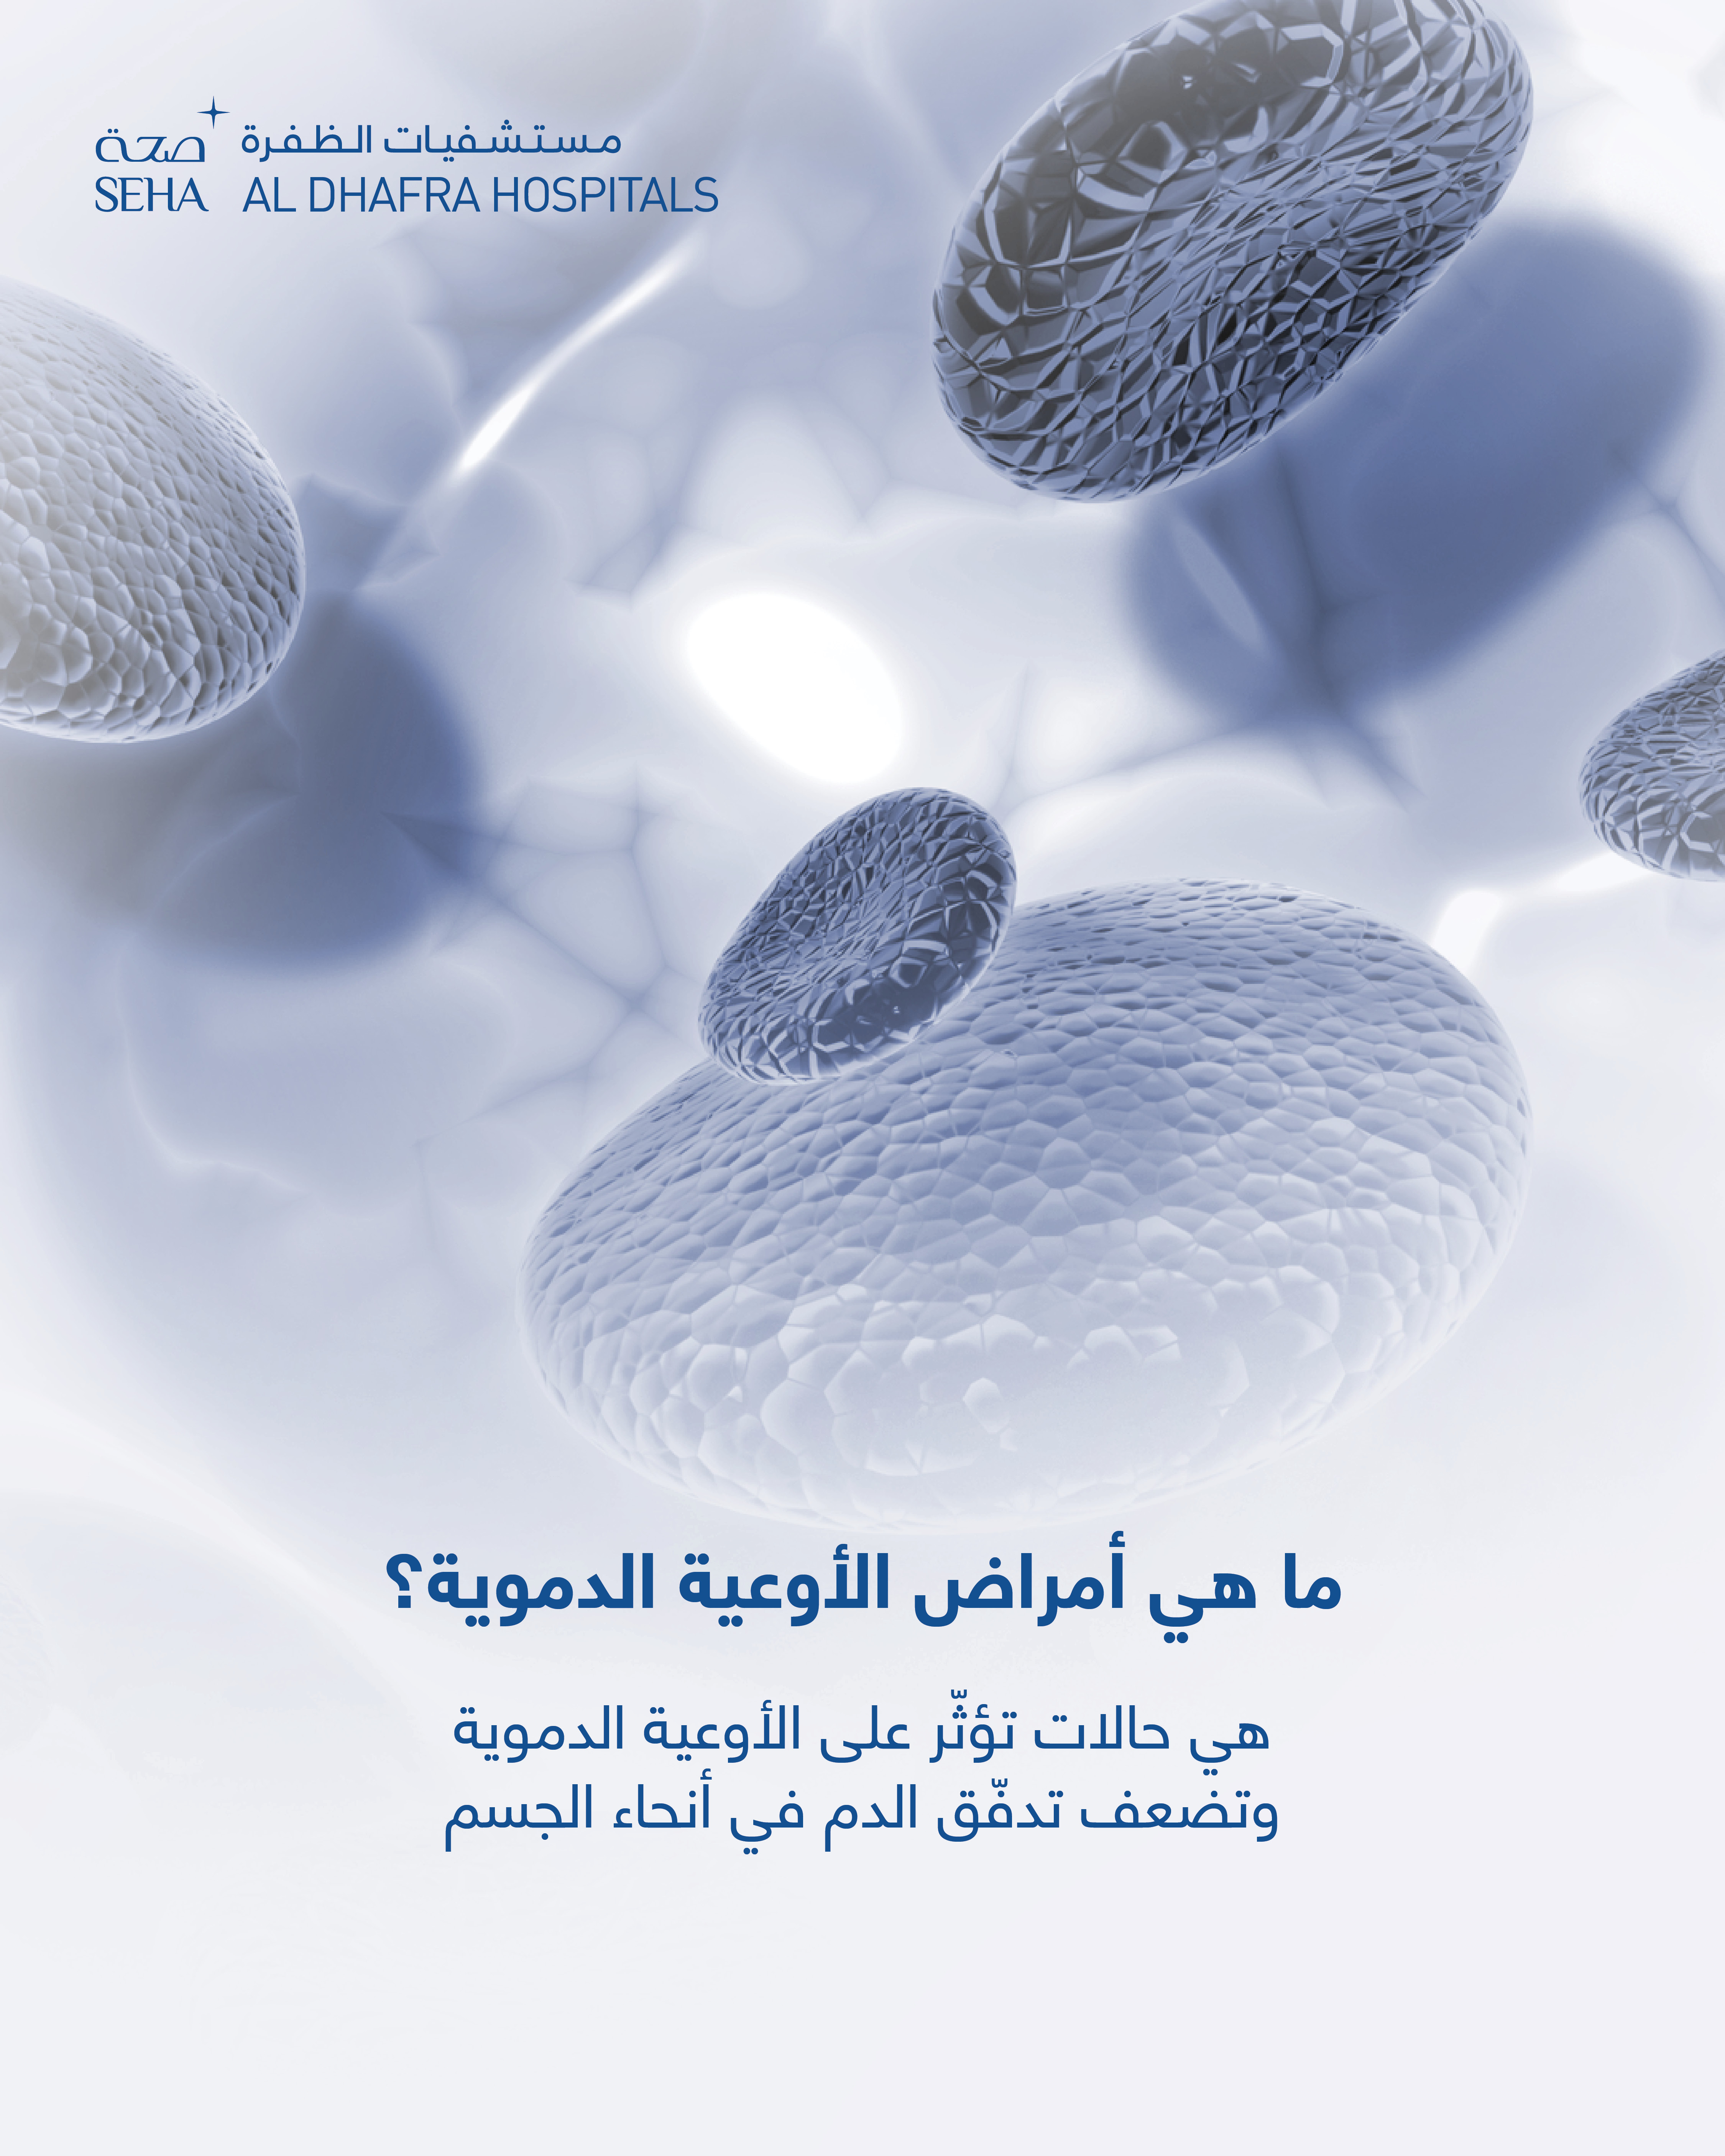 صحة مستشفيات الظفرة
SEHA AL DHAFRA HOSPITALS
ما هي أمراض الأوعية الدموية؟
هي حالات تؤثّر على الأوعية الدموية
وتضعف تدفّق الدم في أنحاء الجسم